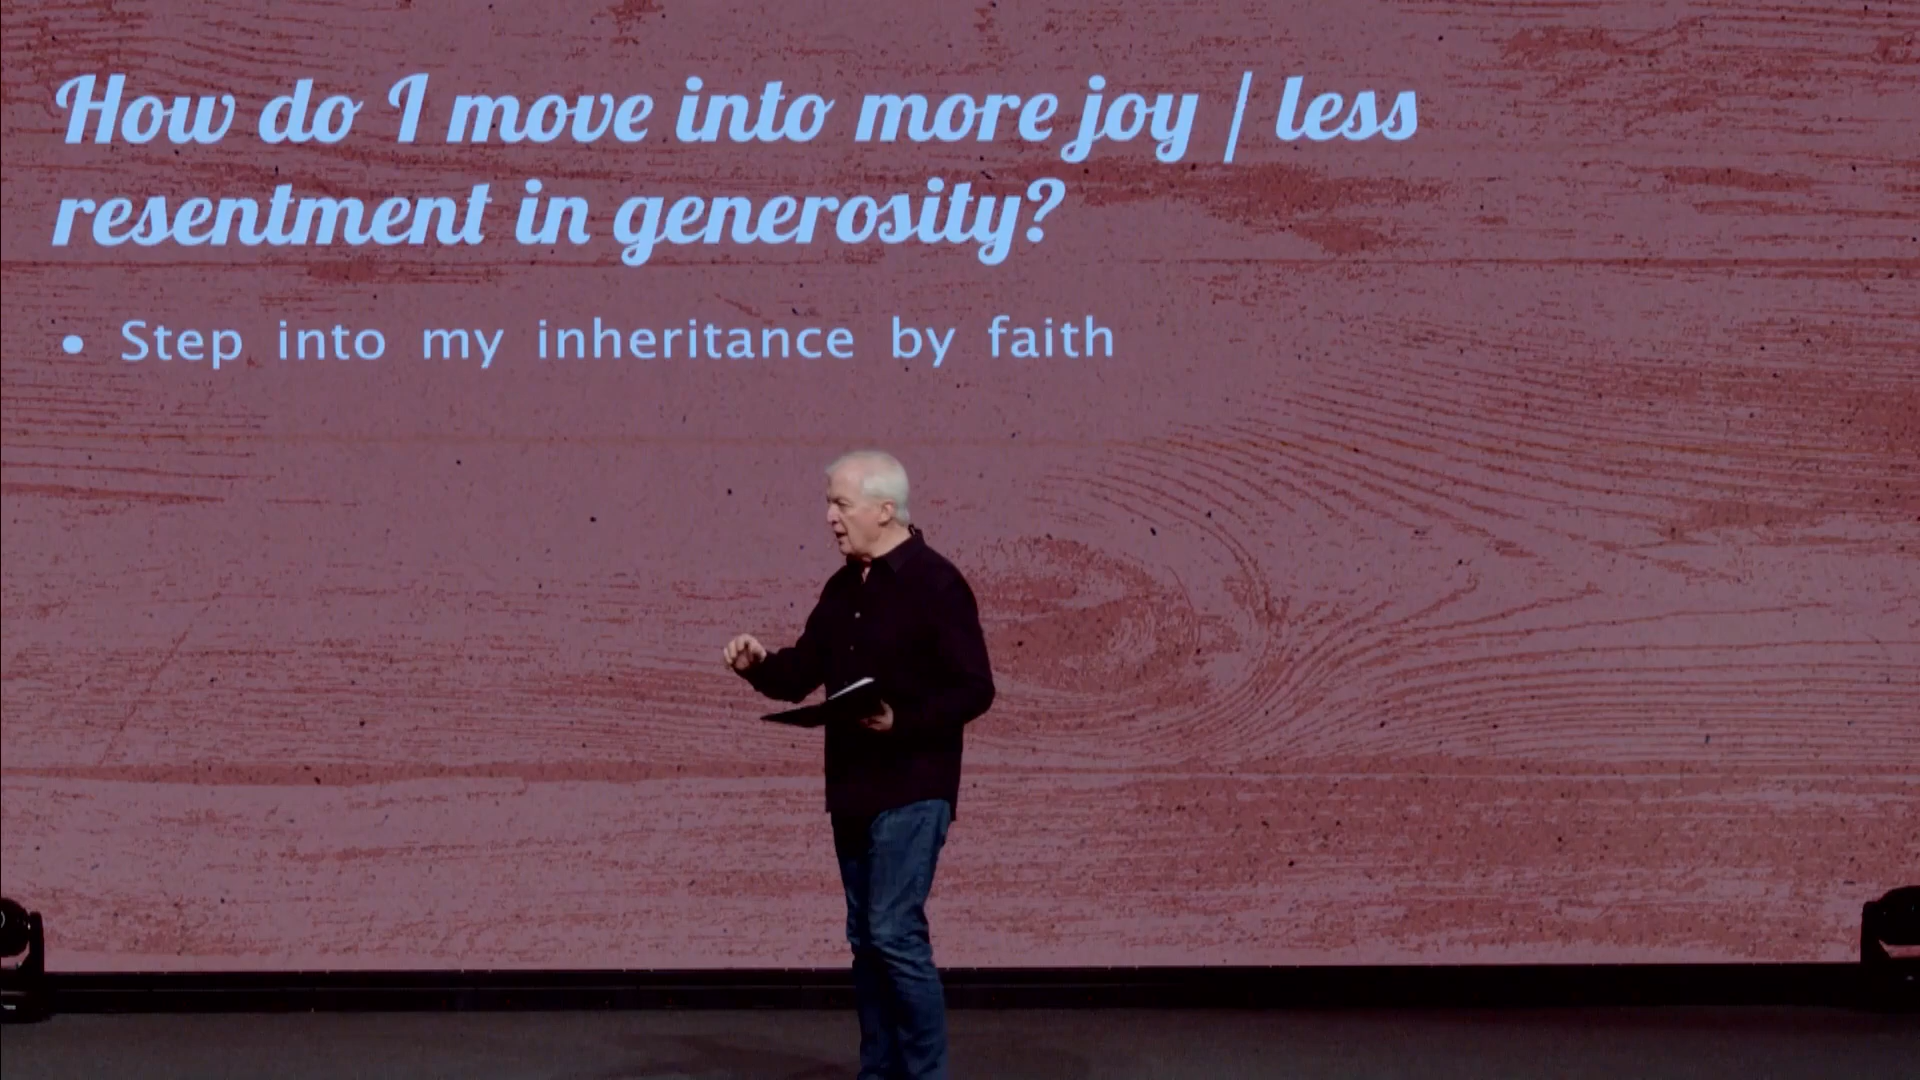 How do I move into more joy / less
resentment in generosity?
• Step into my inheritance by faith